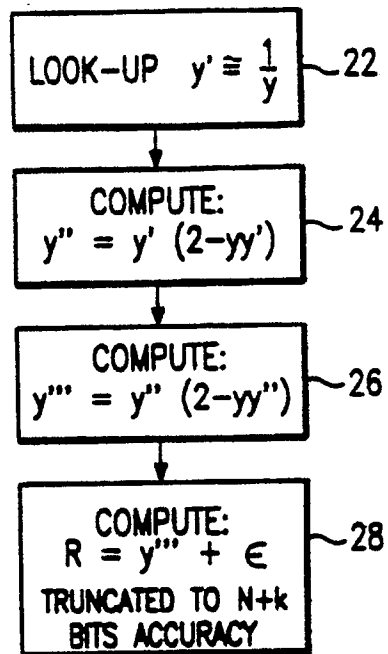 LOOK-UP y' ≅ 1/y
22
COMPUTE:
y'' = y' (2-yy')
24
COMPUTE:
y''' = y'' (2-yy'')
26
COMPUTE:
R = y''' + ϵ
TRUNCATED TO N+k
BITS ACCURACY
28